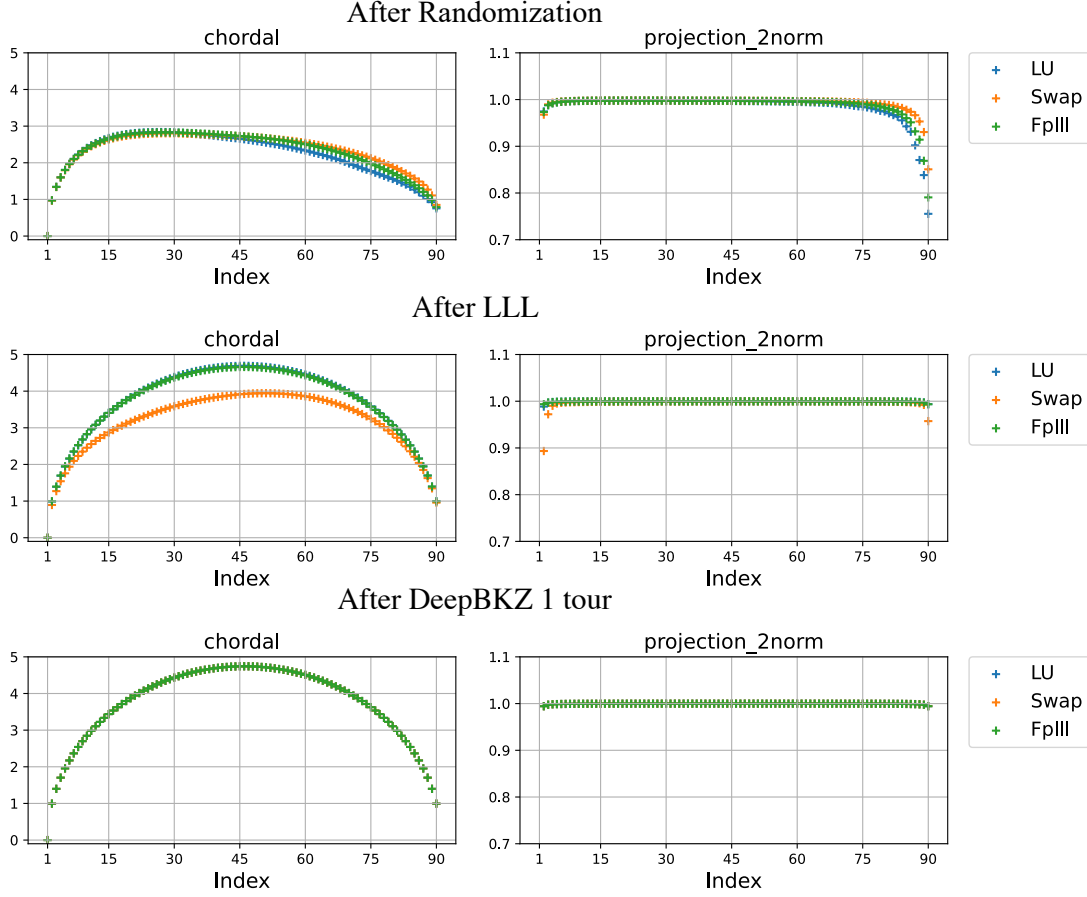 After Randomization
chordal
projection_2norm
5
4
3
2
1
0
1 15 30 45 60 75 90
Index
1.1
1.0
0.9
0.8
0.7
1 15 30 45 60 75 90
Index
LU
Swap
Fplll
After LLL
chordal
projection_2norm
5
4
3
2
1
0
1 15 30 45 60 75 90
Index
1.1
1.0
0.9
0.8
0.7
1 15 30 45 60 75 90
Index
LU
Swap
Fplll
After DeepBKZ 1 tour
chordal
projection_2norm
5
4
3
2
1
0
1 15 30 45 60 75 90
Index
1.1
1.0
0.9
0.8
0.7
1 15 30 45 60 75 90
Index
LU
Swap
Fplll